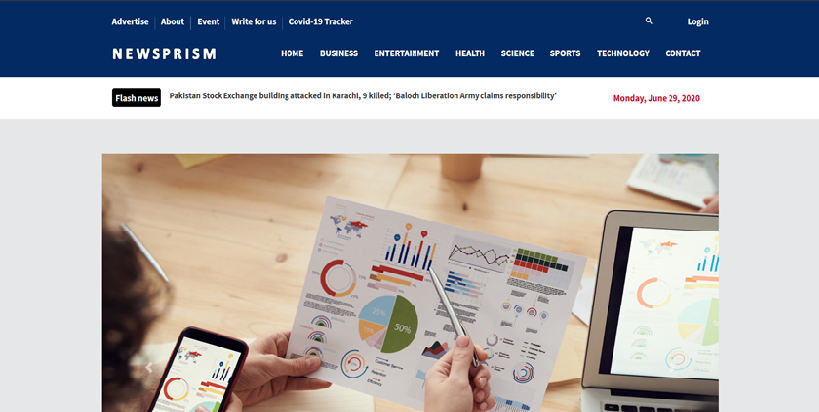 Advertise About Event Write for us Covid-19 Tracker Login
NEWSPRISM HOME BUSINESS ENTERTAINMENT HEALTH SCIENCE SPORTS TECHNOLOGY CONTACT
Flash news Pakistan Stock Exchange building attacked in Karachi, 9 killed; ‘Baloch Liberation Army claims responsibility’ Monday, June 29, 2020
25%
50%